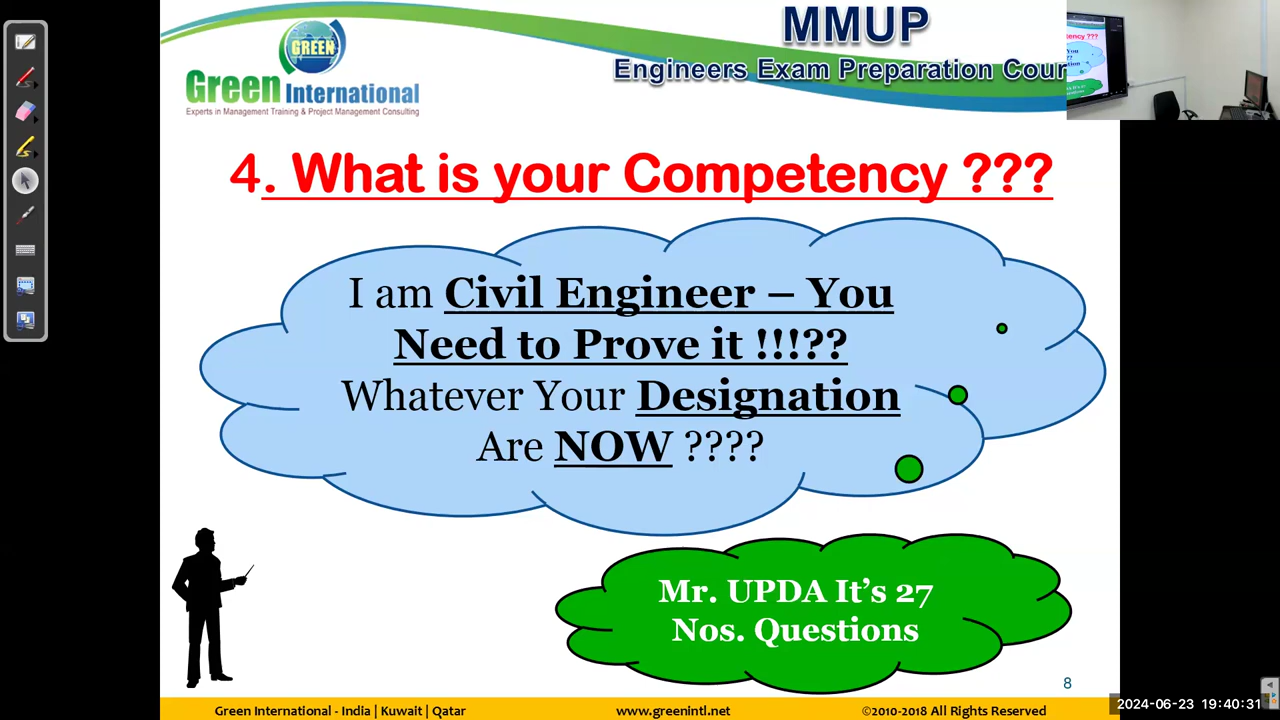 GREEN
Green International
Experts in Management Training & Project Management Consulting
MMUP
Engineers Exam Preparation Cour
4. What is your Competency ???
I am Civil Engineer – You
Need to Prove it !!!??
Whatever Your Designation
Are NOW ????
Mr. UPDA It's 27
Nos. Questions
8
Green International - India | Kuwait | Qatar
www.greenintl.net
©2010-2018 All Rights Reserved
2024-06-23 19:40:31